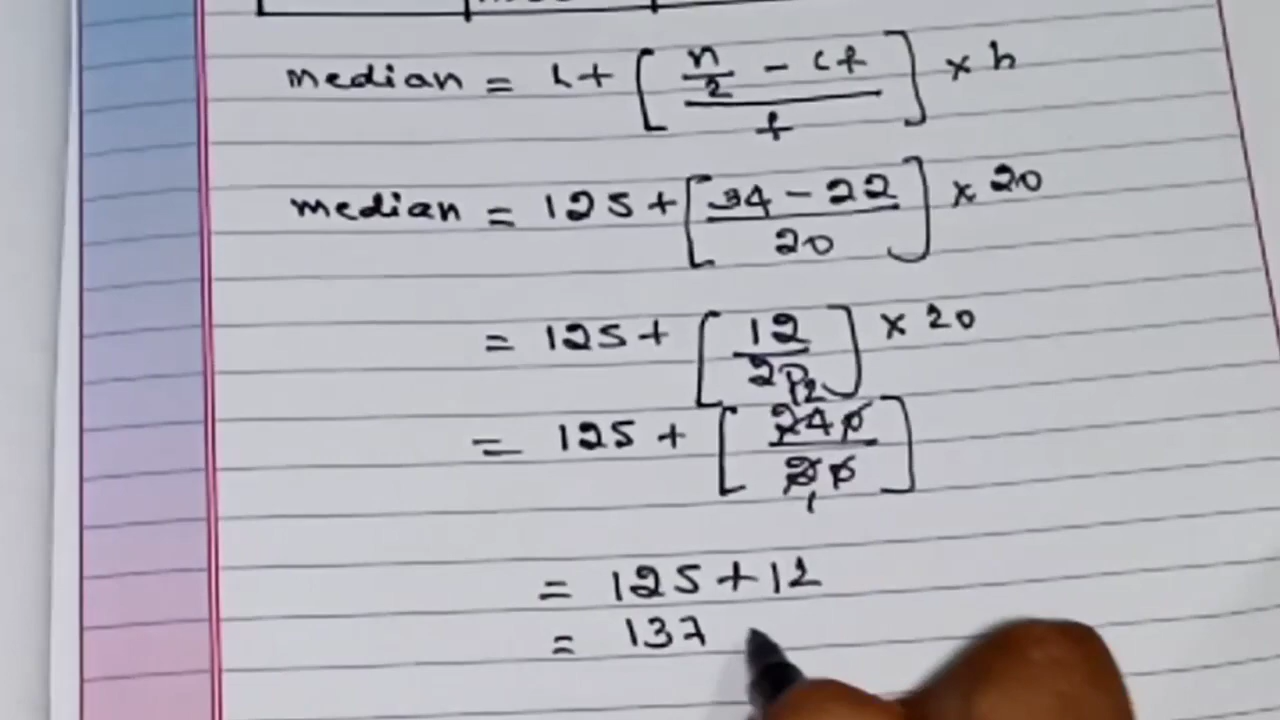 median = l + [ (n/2 - cf) / f ] × h
median = 125 + [ (34 - 22) / 20 ] × 20
= 125 + [ 12 / 20 ] × 20
= 125 + [ 240 / 20 ]
= 125 + 12
= 137